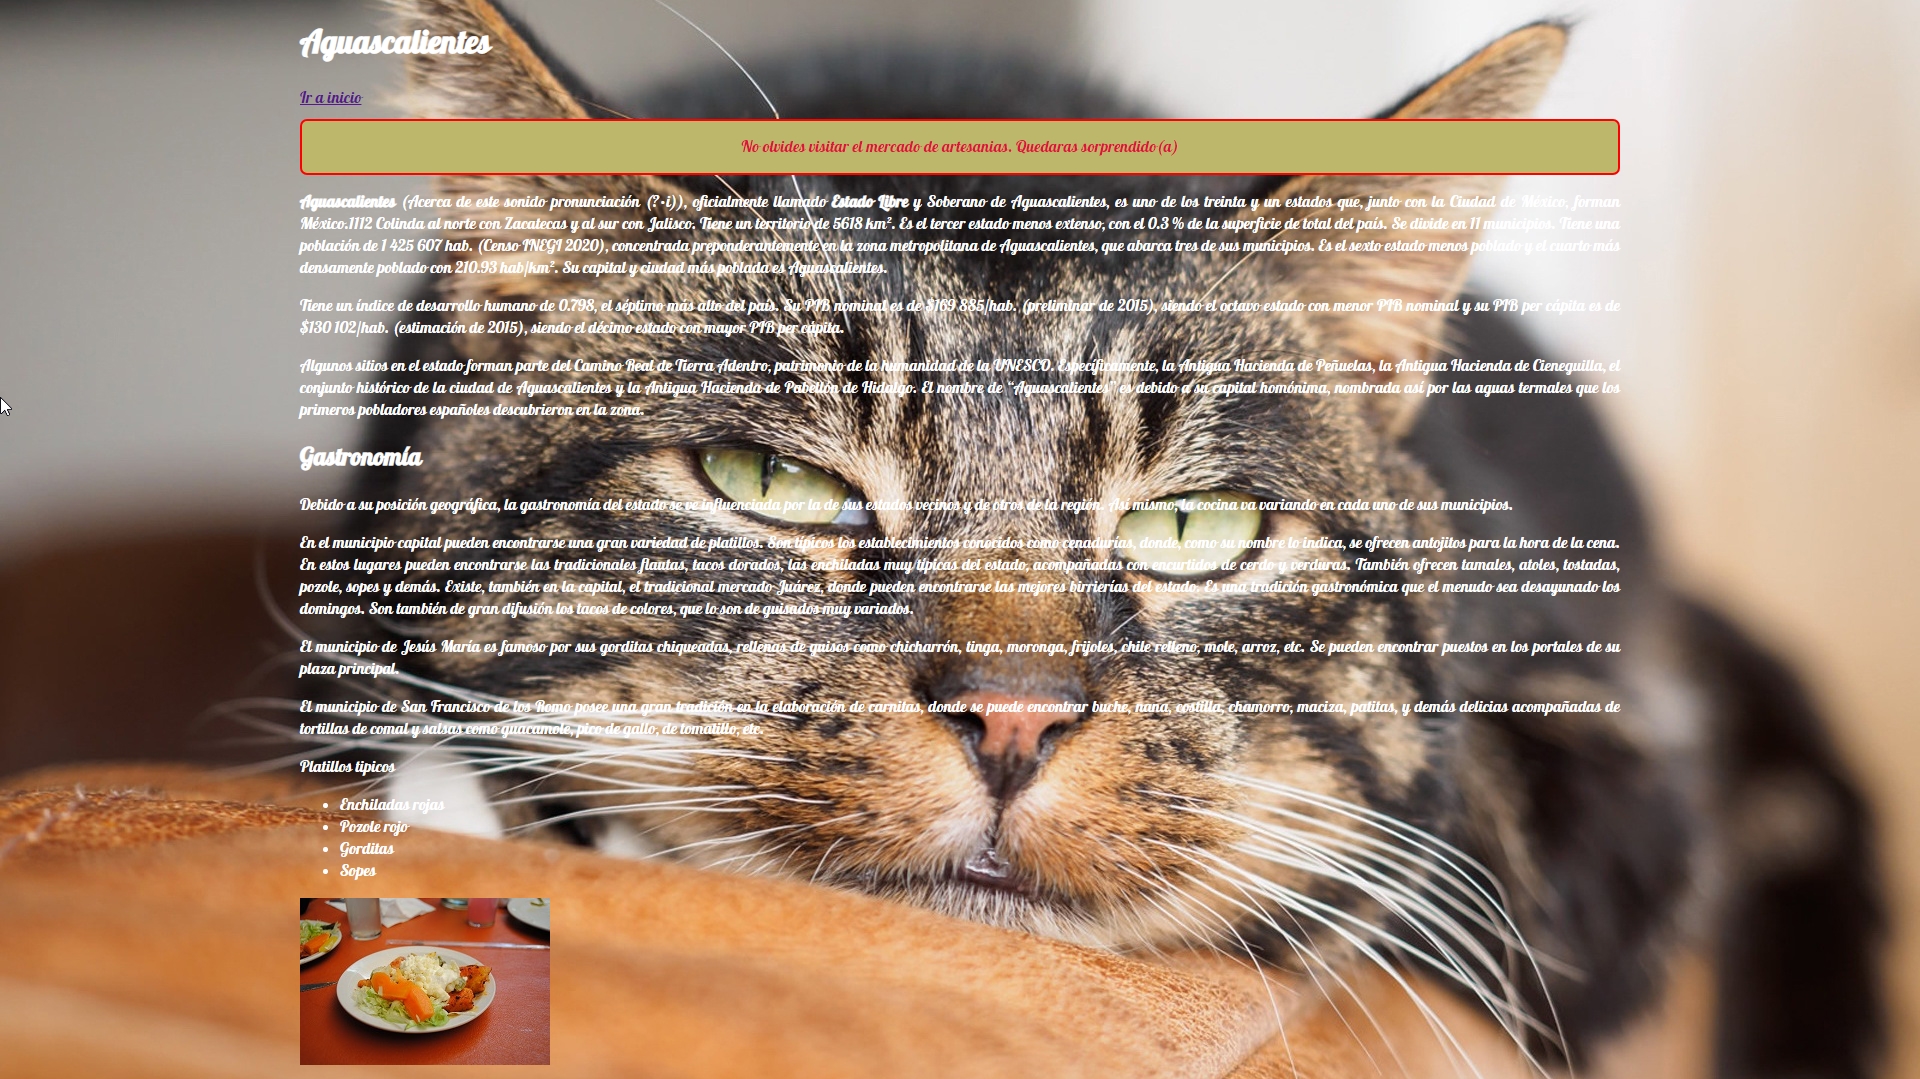 Aguascalientes
Ir a inicio
No olvides visitar el mercado de artesanias. Quedaras sorprendido(a)
Aguascalientes (Acerca de este sonido pronunciación (?·i)), oficialmente llamado Estado Libre y Soberano de Aguascalientes, es uno de los treinta y un estados que, junto con la Ciudad de México, forman
México.1112 Colinda al norte con Zacatecas y al sur con Jalisco. Tiene un territorio de 5618 km². Es el tercer estado menos extenso, con el 0.3 % de la superficie de total del país. Se divide en 11 municipios. Tiene una
población de 1 425 607 hab. (Censo INEGI 2020), concentrada preponderantemente en la zona metropolitana de Aguascalientes, que abarca tres de sus municipios. Es el sexto estado menos poblado y el cuarto más
densamente poblado con 210.93 hab/km². Su capital y ciudad más poblada es Aguascalientes.
Tiene un índice de desarrollo humano de 0.798, el séptimo más alto del país. Su PIB nominal es de $169 885/hab. (preliminar de 2015), siendo el octavo estado con menor PIB nominal y su PIB per cápita es de
$130 102/hab. (estimación de 2015), siendo el décimo estado con mayor PIB per cápita.
Algunos sitios en el estado forman parte del Camino Real de Tierra Adentro, patrimonio de la humanidad de la UNESCO. Específicamente, la Antigua Hacienda de Peñuelas, la Antigua Hacienda de Cieneguilla, el
conjunto histórico de la ciudad de Aguascalientes y la Antigua Hacienda de Pabellón de Hidalgo. El nombre de “Aguascalientes” es debido a su capital homónima, nombrada así por las aguas termales que los
primeros pobladores españoles descubrieron en la zona.
Gastronomía
Debido a su posición geográfica, la gastronomía del estado se ve influenciada por la de sus estados vecinos y de otros de la región. Así mismo, la cocina va variando en cada uno de sus municipios.
En el municipio capital pueden encontrarse una gran variedad de platillos. Son típicos los establecimientos conocidos como cenadurías, donde, como su nombre lo indica, se ofrecen antojitos para la hora de la cena.
En estos lugares pueden encontrarse las tradicionales flautas, tacos dorados, las enchiladas muy típicas del estado, acompañadas con encurtidos de cerdo y verduras. También ofrecen tamales, atoles, tostadas,
pozole, sopes y demás. Existe, también en la capital, el tradicional mercado Juárez, donde pueden encontrarse las mejores birrierías del estado. Es una tradición gastronómica que el menudo sea desayunado los
domingos. Son también de gran difusión los tacos de colores, que lo son de guisados muy variados.
El municipio de Jesús María es famoso por sus gorditas chiqueadas, rellenas de guisos como chicharrón, tinga, moronga, frijoles, chile relleno, mole, arroz, etc. Se pueden encontrar puestos en los portales de su
plaza principal.
El municipio de San Francisco de los Romo posee una gran tradición en la elaboración de carnitas, donde se puede encontrar buche, nana, costilla, chamorro, maciza, patitas, y demás delicias acompañadas de
tortillas de comal y salsas como guacamole, pico de gallo, de tomatillo, etc.
Platillos tipicos
Enchiladas rojas
Pozole rojo
Gorditas
Sopes